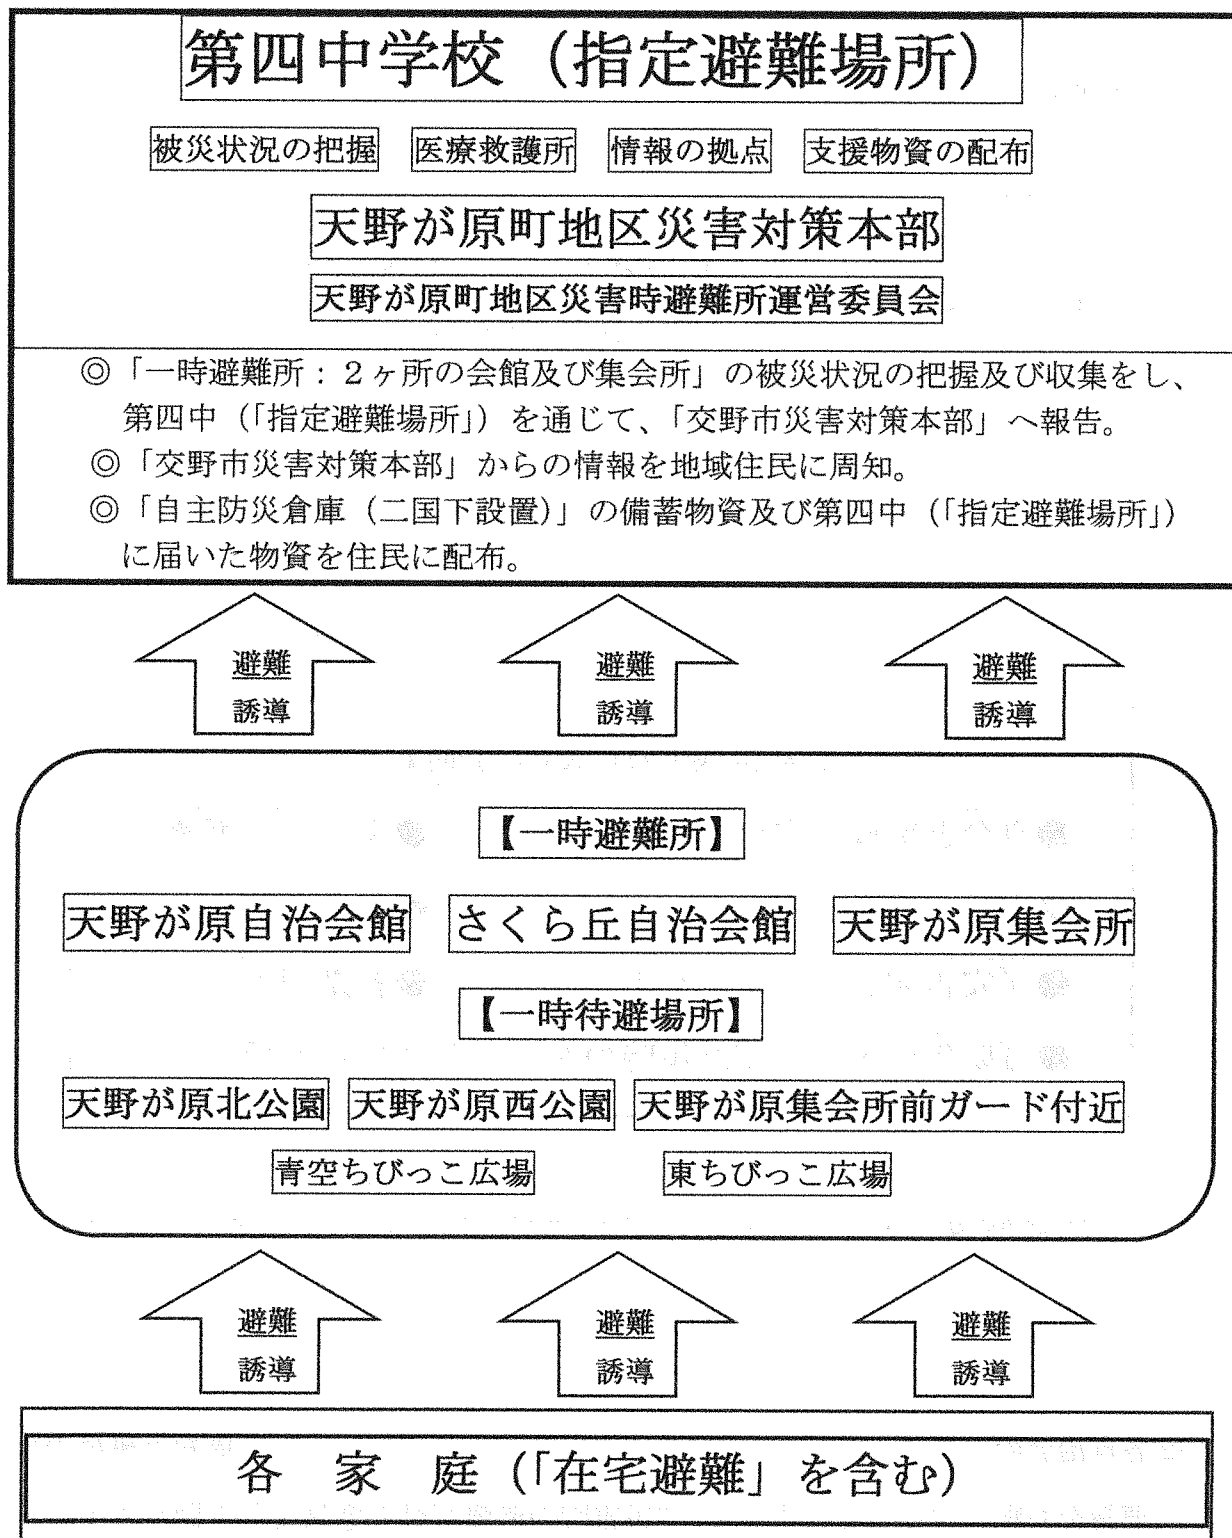 第四中学校（指定避難場所）
被災状況の把握 医療救護所 情報の拠点 支援物資の配布
天野が原町地区災害対策本部
天野が原町地区災害時避難所運営委員会
◎「一時避難所：２ヶ所の会館及び集会所」の被災状況の把握及び収集をし、
第四中（「指定避難場所」）を通じて、「交野市災害対策本部」へ報告。
◎「交野市災害対策本部」からの情報を地域住民に周知。
◎「自主防災倉庫（二国下設置）」の備蓄物資及び第四中（「指定避難場所」）
に届いた物資を住民に配布。
避難 避難 避難
誘導 誘導 誘導
【一時避難所】
天野が原自治会館 さくら丘自治会館 天野が原集会所
【一時待避場所】
天野が原北公園 天野が原西公園 天野が原集会所前ガード付近
青空ちびっこ広場 東ちびっこ広場
避難 避難 避難
誘導 誘導 誘導
各 家 庭（「在宅避難」を含む）